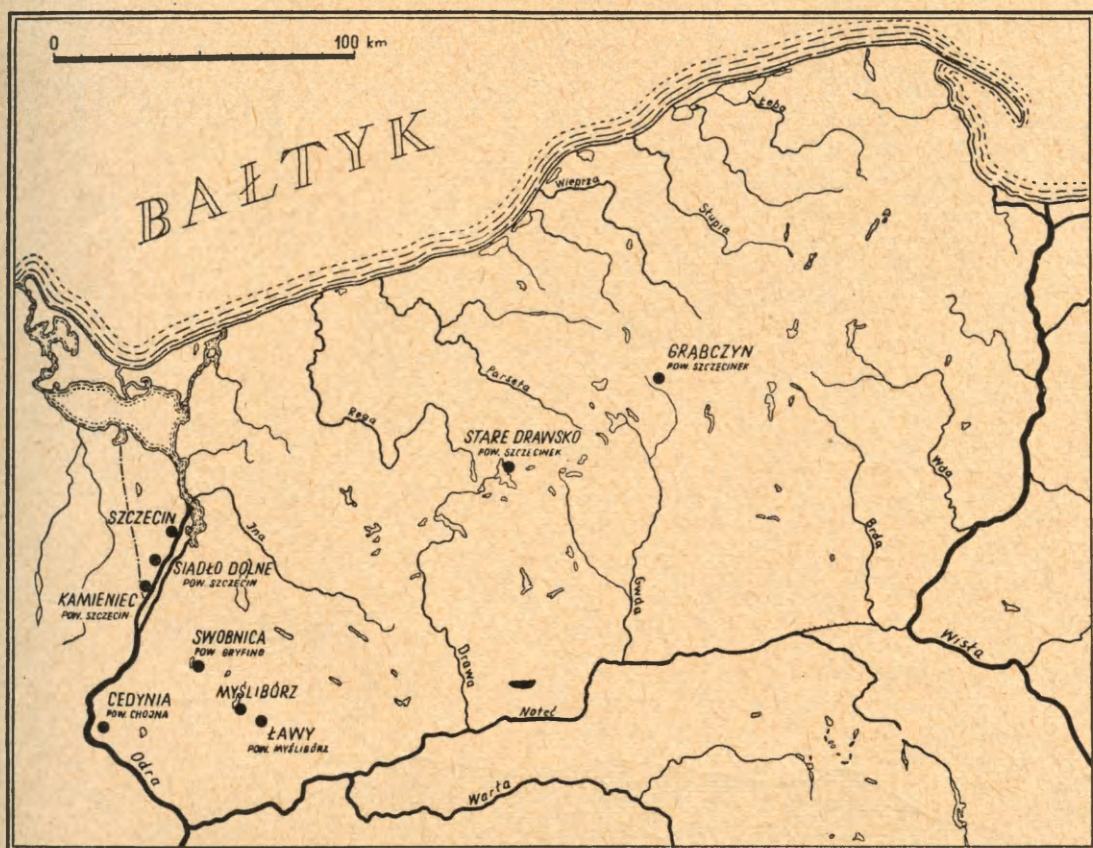 0 100 km
BAŁTYK
Łeba
Wieprza
Słupia
GRĄBCZYN
POW. SZCZECINEK
Parsęta
Rega
STARE DRAWSKO
POW. SZCZECINEK
Wda
SZCZECIN
Ina
Brda
SIADŁO DOLNE
POW. SZCZECIN
KAMIENIEC
POW. SZCZECIN
Gwda
SWOBNICA
POW GRYFINO
Drawa
Wisła
MYŚLIBÓRZ
CEDYNIA
POW. CHOJNA
Noteć
ŁAWY
POW. MYŚLIBÓRZ
Odra
Warta